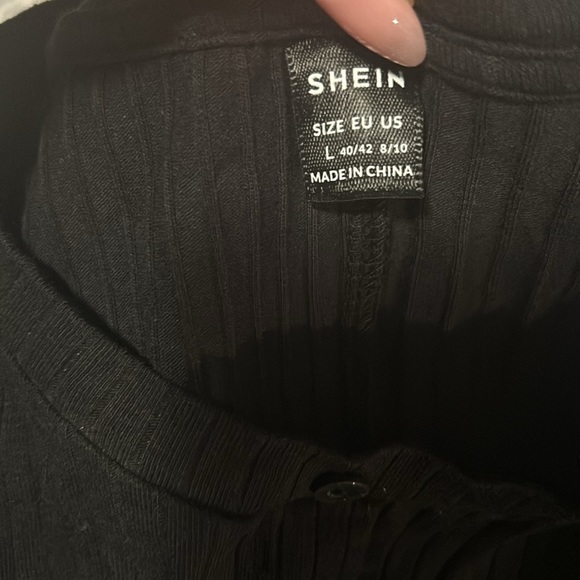 SHEIN
SIZE EU US
L 40/42 8/10
MADE IN CHINA